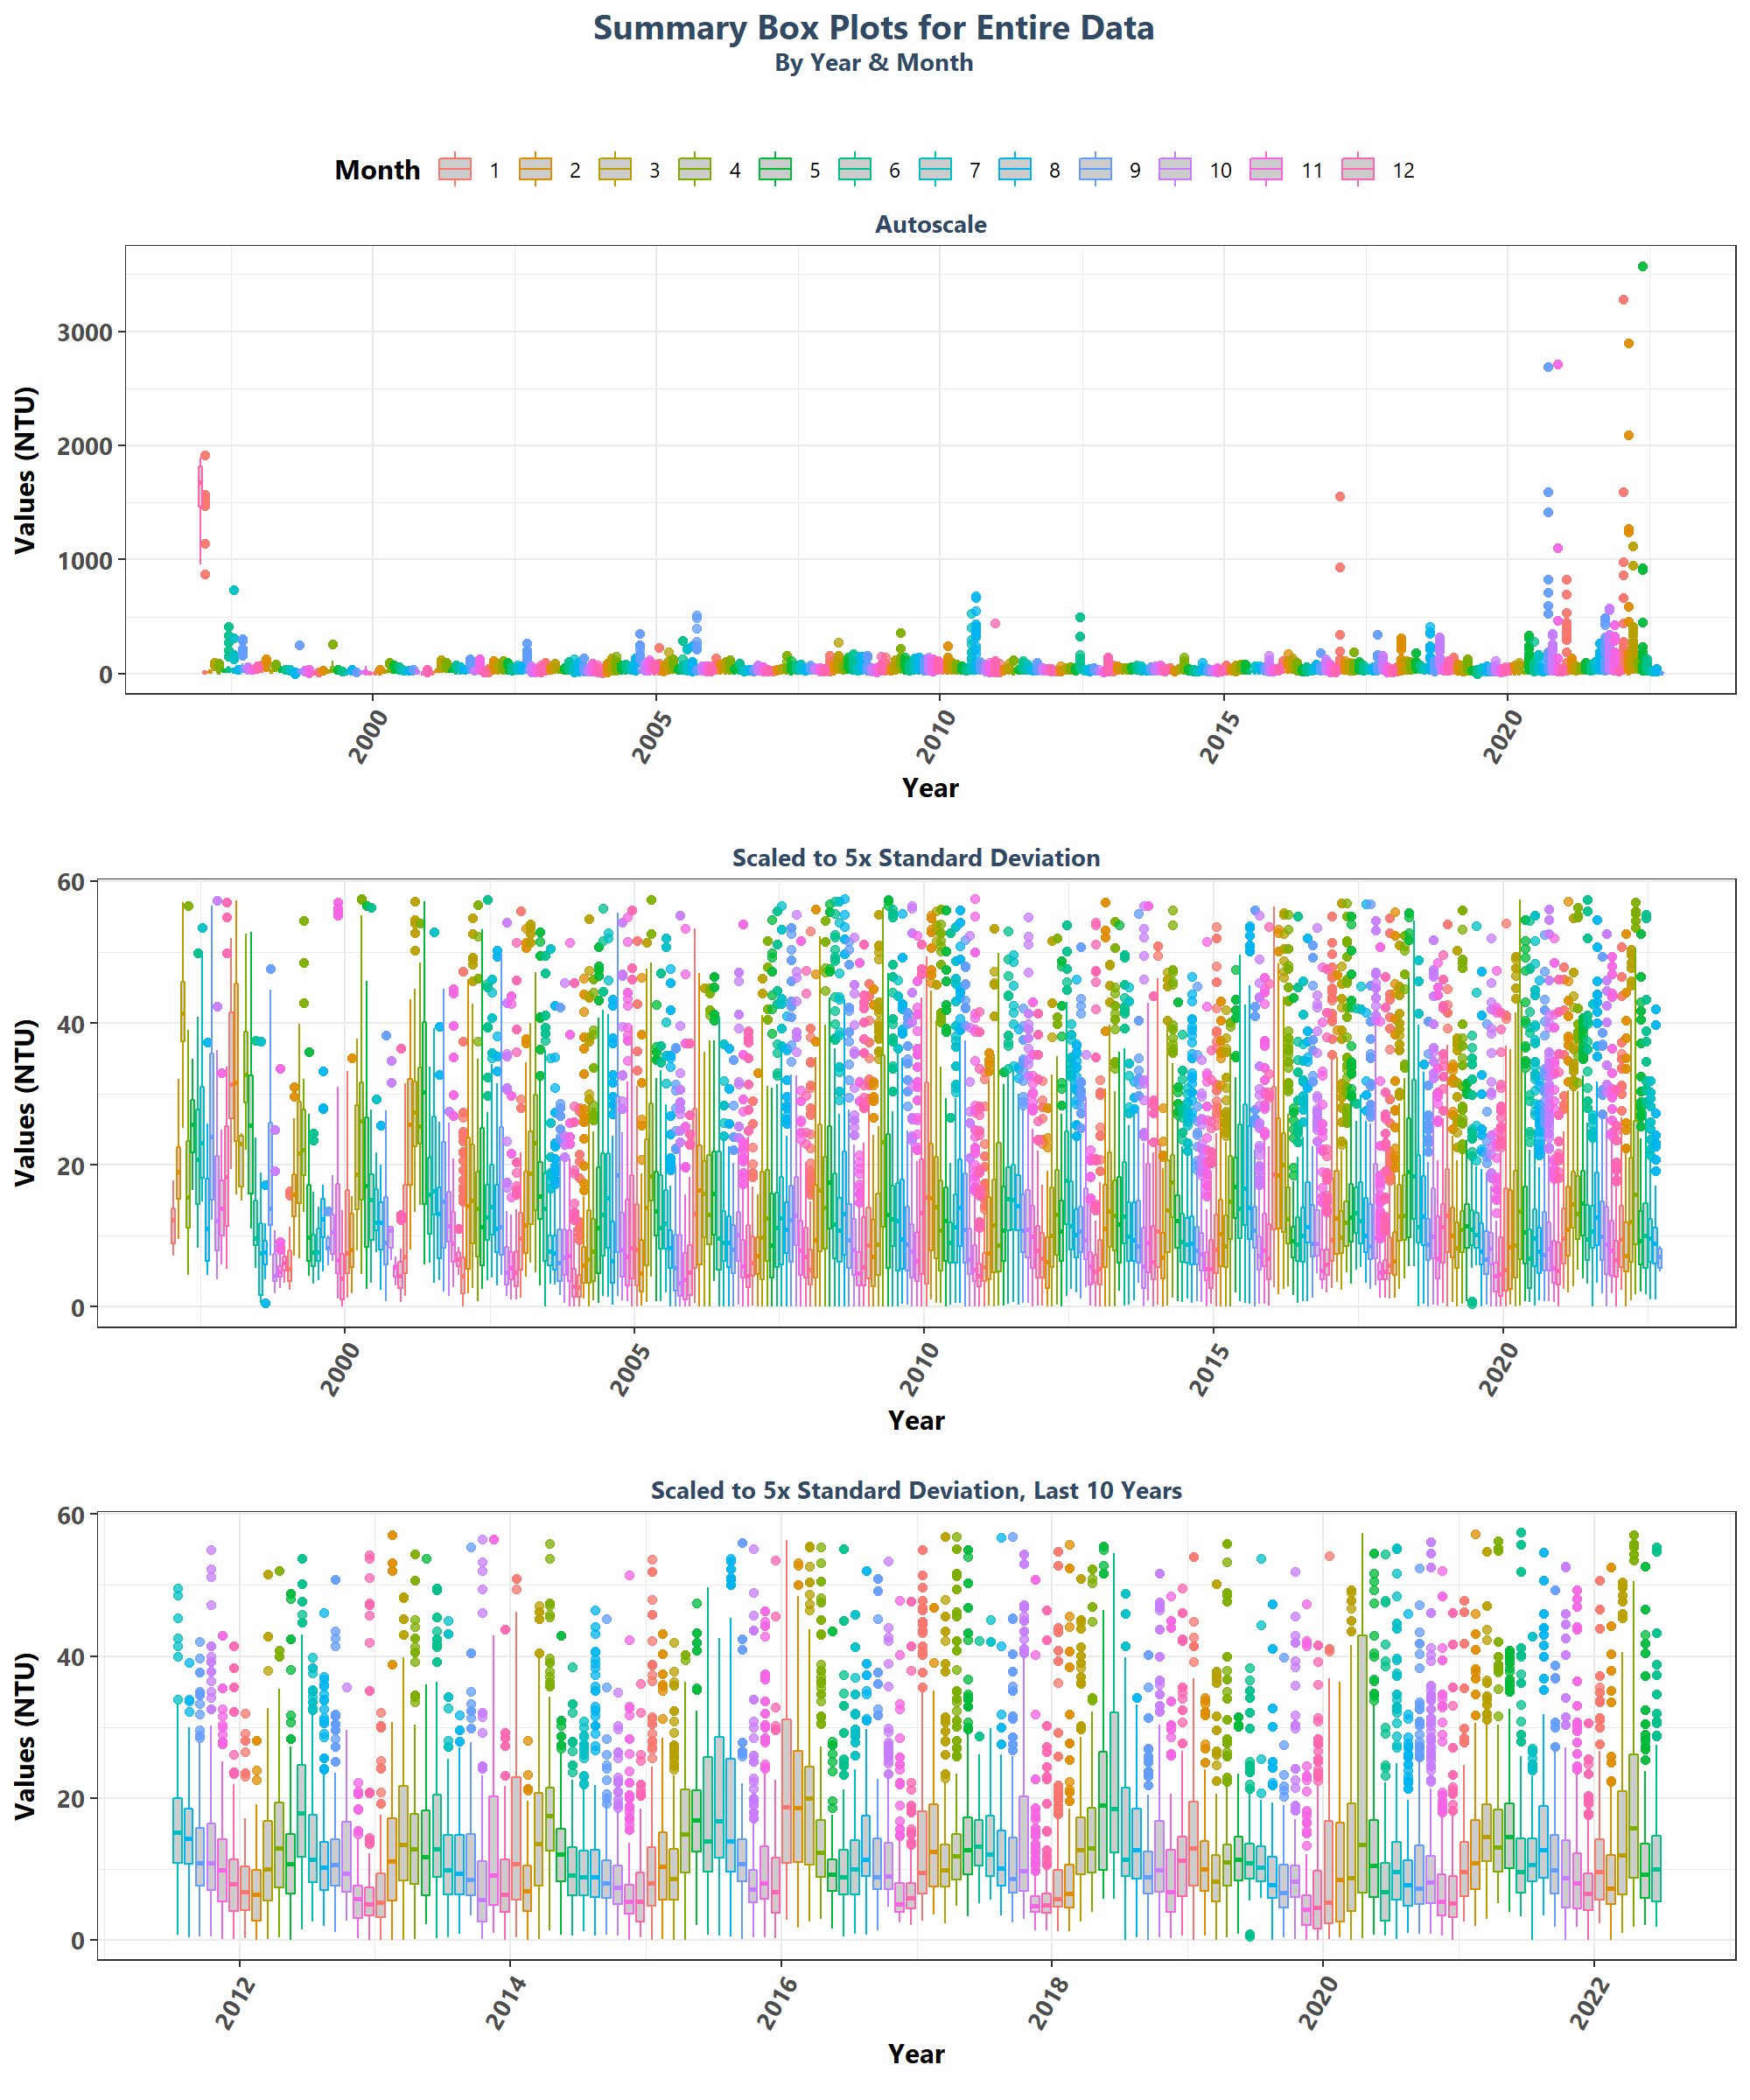 Summary Box Plots for Entire Data
By Year & Month
Month 1 2 3 4 5 6 7 8 9 10 11 12
Autoscale
Values (NTU)
3000
2000
1000
0
2000 2005 2010 2015 2020
Year
Scaled to 5x Standard Deviation
Values (NTU)
60
40
20
0
2000 2005 2010 2015 2020
Year
Scaled to 5x Standard Deviation, Last 10 Years
Values (NTU)
60
40
20
0
2012 2014 2016 2018 2020 2022
Year